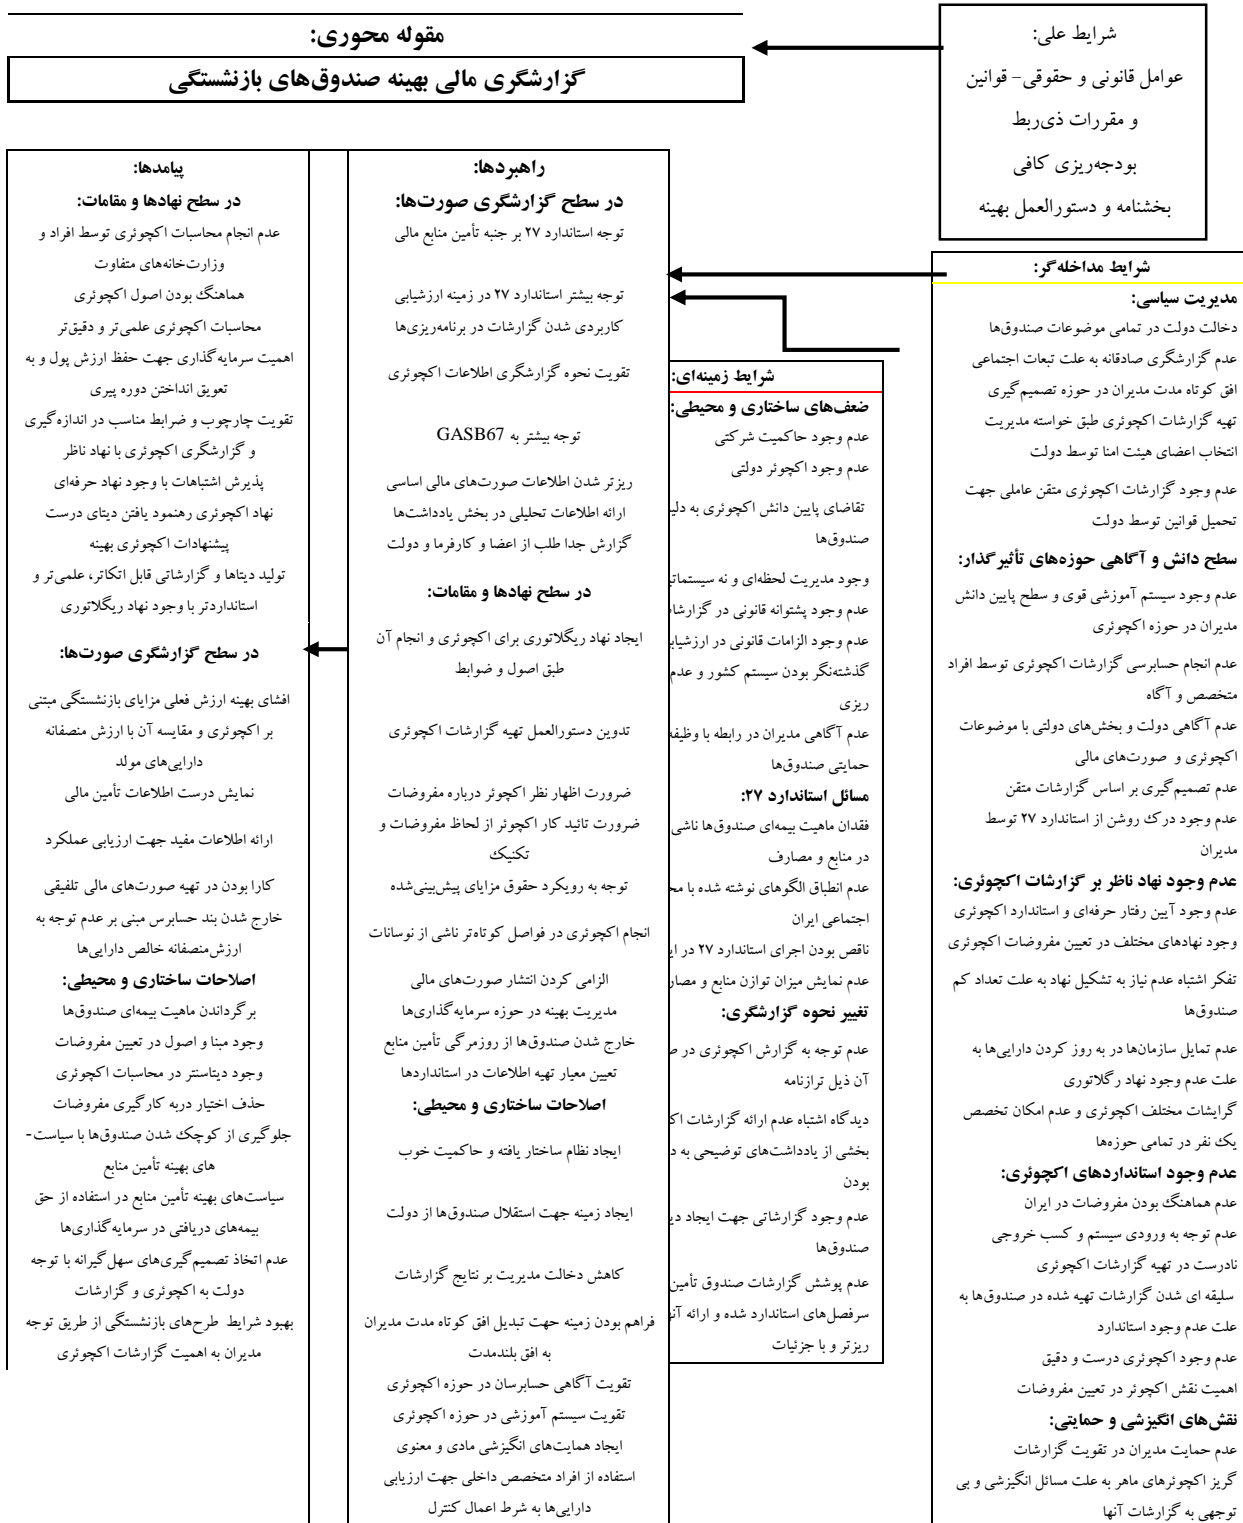 شرایط علی:
عوامل قانونی و حقوقی- قوانین
و مقررات ذی‌ربط
بودجه‌ریزی کافی
بخشنامه و دستورالعمل بهینه
مقوله محوری:
گزارشگری مالی بهینه صندوق‌های بازنشستگی
شرایط مداخله‌گر:
مدیریت سیاسی:
دخالت دولت در تمامی موضوعات صندوق‌ها
عدم گزارشگری صادقانه به علت تبعات اجتماعی
افق کوتاه مدت مدیران در حوزه تصمیم‌گیری
تهیه گزارشات اکچوئری طبق خواسته مدیریت
انتخاب اعضای هیئت امنا توسط دولت
عدم وجود گزارشات اکچوئری متقن عاملی جهت
تحمیل قوانین توسط دولت
سطح دانش و آگاهی حوزه‌های تأثیرگذار:
عدم وجود سیستم آموزشی قوی و سطح پایین دانش
مدیران در حوزه اکچوئری
عدم انجام حسابرسی گزارشات اکچوئری توسط افراد
متخصص و آگاه
عدم آگاهی دولت و بخش‌های دولتی با موضوعات
اکچوئری و صورت‌های مالی
عدم تصمیم‌گیری بر اساس گزارشات متقن
عدم وجود درک روشن از استاندارد ۲۷ توسط
مدیران
عدم وجود نهاد ناظر بر گزارشات اکچوئری:
عدم وجود آیین رفتار حرفه‌ای و استاندارد اکچوئری
وجود نهادهای مختلف در تعیین مفروضات اکچوئری
تفکر اشتباه عدم نیاز به تشکیل نهاد به علت تعداد کم
صندوق‌ها
عدم تمایل سازمان‌ها در به روز کردن دارایی‌ها به
علت عدم وجود نهاد رگلاتوری
گرایشات مختلف اکچوئری و عدم امکان تخصص
یک نفر در تمامی حوزه‌ها
عدم وجود استانداردهای اکچوئری:
عدم هماهنگ بودن مفروضات در ایران
عدم توجه به ورودی سیستم و کسب خروجی
نادرست در تهیه گزارشات اکچوئری
سلیقه ای شدن گزارشات تهیه شده در صندوق‌ها به
علت عدم وجود استاندارد
عدم وجود اکچوئری درست و دقیق
اهمیت نقش اکچوئر در تعیین مفروضات
نقش‌های انگیزشی و حمایتی:
عدم حمایت مدیران در تقویت گزارشات
گریز اکچوئرهای ماهر به علت مسائل انگیزشی و بی
توجهی به گزارشات آنها
شرایط زمینه‌ای:
ضعف‌های ساختاری و محیطی:
عدم وجود حاکمیت شرکتی
عدم وجود اکچوئر دولتی
تقاضای پایین دانش اکچوئری به
صندوق‌ها
وجود مدیریت لحظه‌ای و نه
عدم وجود پشتوانه قانونی در
عدم وجود الزامات قانونی در
گذشته‌نگر بودن سیستم کشور و عدم
ریزی
عدم آگاهی مدیران در رابطه با
حمایتی صندوق‌ها
مسائل استاندارد ۲۷:
فقدان ماهیت بیمه‌ای صندوق‌ها ناشی
در منابع و مصارف
عدم انطباق الگوهای نوشته شده با
اجتماعی ایران
ناقص بودن اجرای استاندارد ۲۷ در
عدم نمایش میزان توازن منابع و
تغییر نحوه گزارشگری:
عدم توجه به گزارش اکچوئری در
آن ذیل ترازنامه
دیدگاه اشتباه عدم ارائه گزارشات
بخشی از یادداشت‌های توضیحی به
بودن
عدم وجود گزارشاتی جهت ایجاد
صندوق‌ها
عدم پوشش گزارشات صندوق تأمین
سرفصل‌های استاندارد شده و ارائه
ریزتر و با جزئیات
راهبردها:
در سطح گزارشگری صورت‌ها:
توجه استاندارد ۲۷ بر جنبه تأمین منابع مالی
توجه بیشتر استاندارد ۲۷ در زمینه ارزشیابی
کاربردی شدن گزارشات در برنامه‌ریزی‌ها
تقویت نحوه گزارشگری اطلاعات اکچوئری
توجه بیشتر به GASB67
ریزتر شدن اطلاعات صورت‌های مالی اساسی
ارائه اطلاعات تحلیلی در بخش یادداشت‌ها
گزارش جدا طلب از اعضا و کارفرما و دولت
در سطح نهادها و مقامات:
ایجاد نهاد ریگلاتوری برای اکچوئری و انجام آن
طبق اصول و ضوابط
تدوین دستورالعمل تهیه گزارشات اکچوئری
ضرورت اظهار نظر اکچوئر درباره مفروضات
ضرورت تائید کار اکچوئر از لحاظ مفروضات و
تکنیک
توجه به رویکرد حقوق مزایای پیش‌بینی‌شده
انجام اکچوئری در فواصل کوتاه‌تر ناشی از نوسانات
الزامی کردن انتشار صورت‌های مالی
مدیریت بهینه در حوزه سرمایه‌گذاری‌ها
خارج شدن صندوق‌ها از روزمرگی تأمین منابع
تعیین معیار تهیه اطلاعات در استانداردها
اصلاحات ساختاری و محیطی:
ایجاد نظام ساختار یافته و حاکمیت خوب
ایجاد زمینه جهت استقلال صندوق‌ها از دولت
کاهش دخالت مدیریت بر نتایج گزارشات
فراهم بودن زمینه حهت تبدیل افق کوتاه مدت مدیران
به افق بلندمدت
تقویت آگاهی حسابرسان در حوزه اکچوئری
تقویت سیستم آموزشی در حوزه اکچوئری
ایجاد همایت‌های انگیزشی مادی و معنوی
استفاده از افراد متخصص داخلی جهت ارزیابی
دارایی‌ها به شرط اعمال کنترل
پیامدها:
در سطح نهادها و مقامات:
عدم انجام محاسبات اکچوئری توسط افراد و
وزارت‌خانه‌های متفاوت
هماهنگ بودن اصول اکچوئری
محاسبات اکچوئری علمی‌تر و دقیق‌تر
اهمیت سرمایه‌گذاری جهت حفظ ارزش پول و به
تعویق انداختن دوره پیری
تقویت چارچوب و ضرابط مناسب در اندازه‌گیری
و گزارشگری اکچوئری با نهاد ناظر
پذیرش اشتباهات با وجود نهاد حرفه‌ای
نهاد اکچوئری رهنمود یافتن دیتای درست
پیشنهادات اکچوئری بهینه
تولید دیتاها و گزارشاتی قابل اتکاتر، علمی‌تر و
استانداردتر با وجود نهاد ریگلاتوری
در سطح گزارشگری صورت‌ها:
افشای بهینه ارزش فعلی مزایای بازنشستگی مبتنی
بر اکچوئری و مقایسه آن با ارزش منصفانه
دارایی‌های مولد
نمایش درست اطلاعات تأمین مالی
ارائه اطلاعات مفید جهت ارزیابی عملکرد
کارا بودن در تهیه صورت‌های مالی تلفیقی
خارج شدن بند حسابرس مبنی بر عدم توجه به
ارزش‌منصفانه خالص دارایی‌ها
اصلاحات ساختاری و محیطی:
برگرداندن ماهیت بیمه‌ای صندوق‌ها
وجود مبنا و اصول در تعیین مفروضات
وجود دیتاسنتر در محاسبات اکچوئری
حذف اختیار دربه کارگیری مفروضات
جلوگیری از کوچک شدن صندوق‌ها با سیاست-
های بهینه تأمین منابع
سیاست‌های بهینه تأمین منابع در استفاده از حق
بیمه‌های دریافتی در سرمایه‌گذاری‌ها
عدم اتخاذ تصمیم‌گیری‌های سهل‌گیرانه با توجه
دولت به اکچوئری و گزارشات
بهبود شرایط طرح‌های بازنشستگی از طریق توجه
مدیران به اهمیت گزارشات اکچوئری